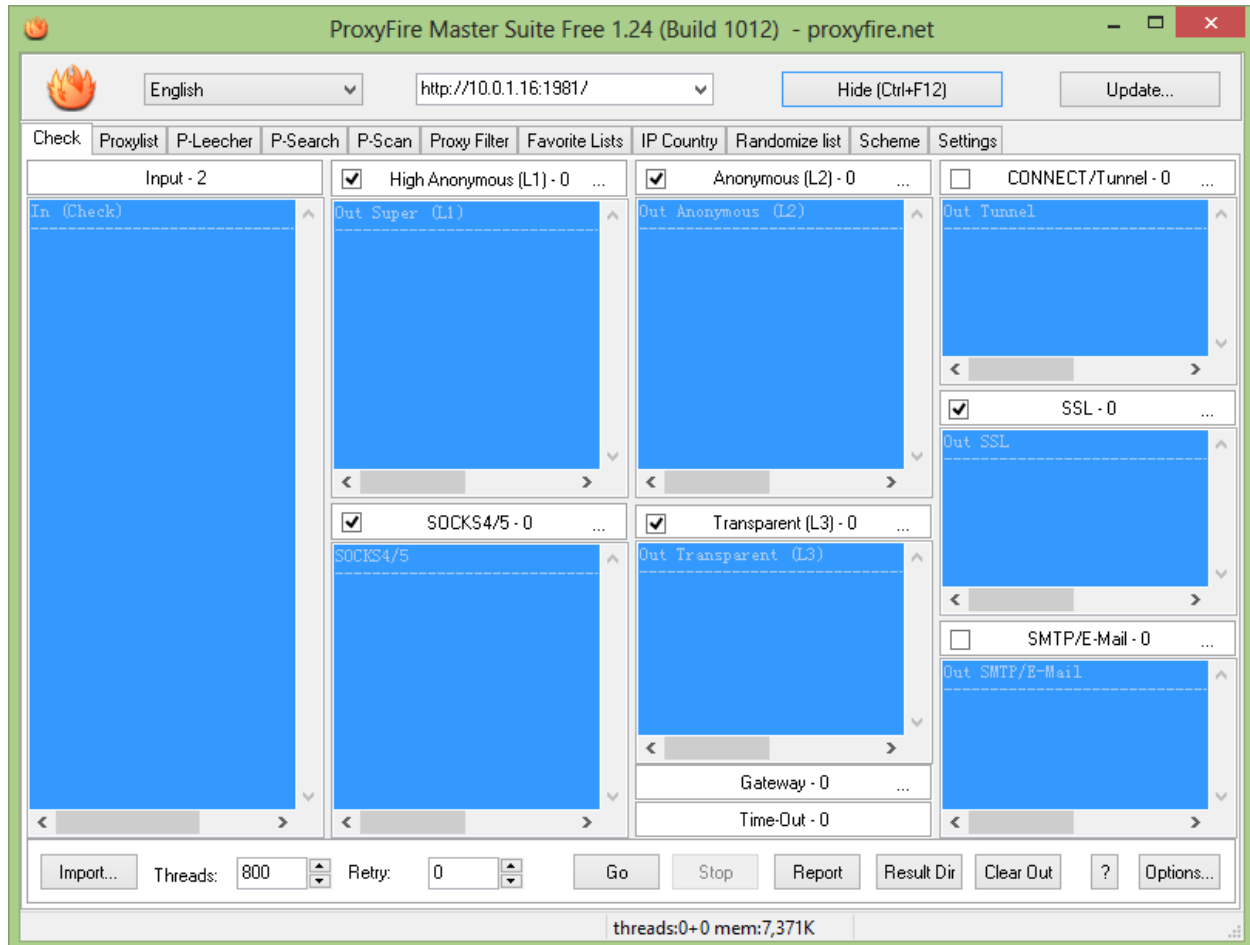 ProxyFire Master Suite Free 1.24 (Build 1012) - proxyfire.net
English http://10.0.1.16:1981/ Hide (Ctrl+F12) Update...
Check Proxylist P-Leecher P-Search P-Scan Proxy Filter Favorite Lists IP Country Randomize list Scheme Settings
Input - 2
In (Check)
High Anonymous (L1) - 0 ...
Out Super (L1)
SOCKS4/5 - 0 ...
SOCKS4/5
Anonymous (L2) - 0 ...
Out Anonymous (L2)
Transparent (L3) - 0 ...
Out Transparent (L3)
Gateway - 0 ...
Time-Out - 0
CONNECT/Tunnel - 0 ...
Out Tunnel
SSL - 0 ...
Out SSL
SMTP/E-Mail - 0 ...
Out SMTP/E-Mail
Import... Threads: 800 Retry: 0 Go Stop Report Result Dir Clear Out ? Options...
threads:0+0 mem:7,371K